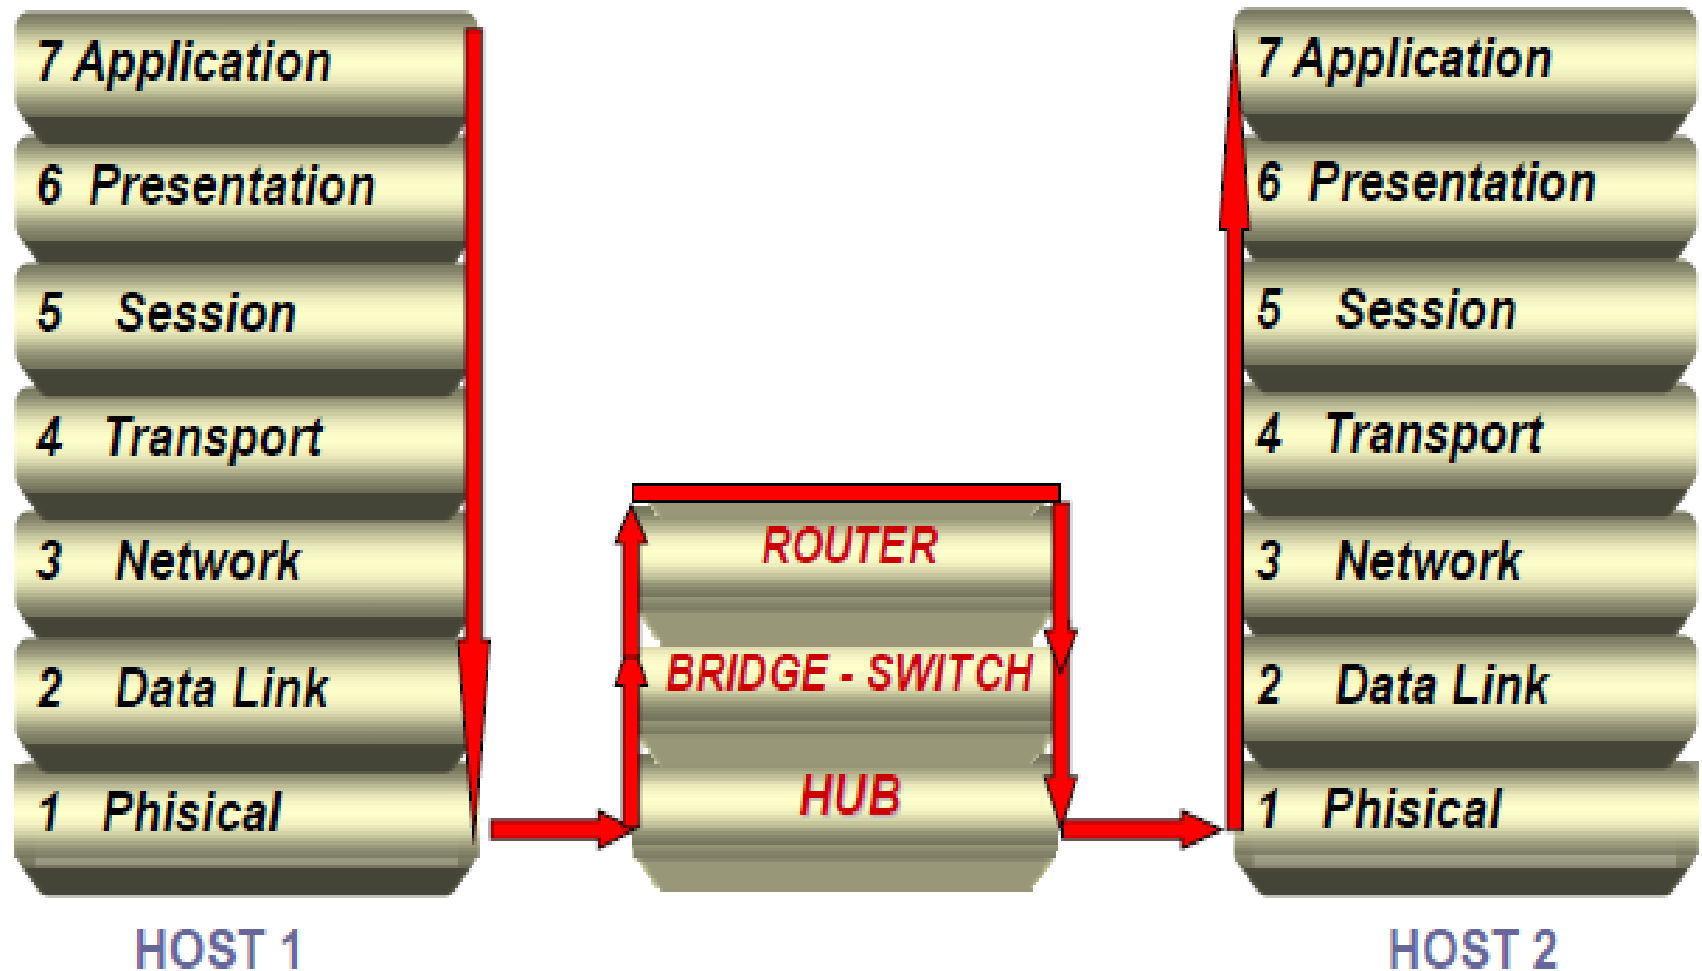 7 Application
6 Presentation
5 Session
4 Transport
3 Network
2 Data Link
1 Phisical
HOST 1
ROUTER
BRIDGE - SWITCH
HUB
7 Application
6 Presentation
5 Session
4 Transport
3 Network
2 Data Link
1 Phisical
HOST 2